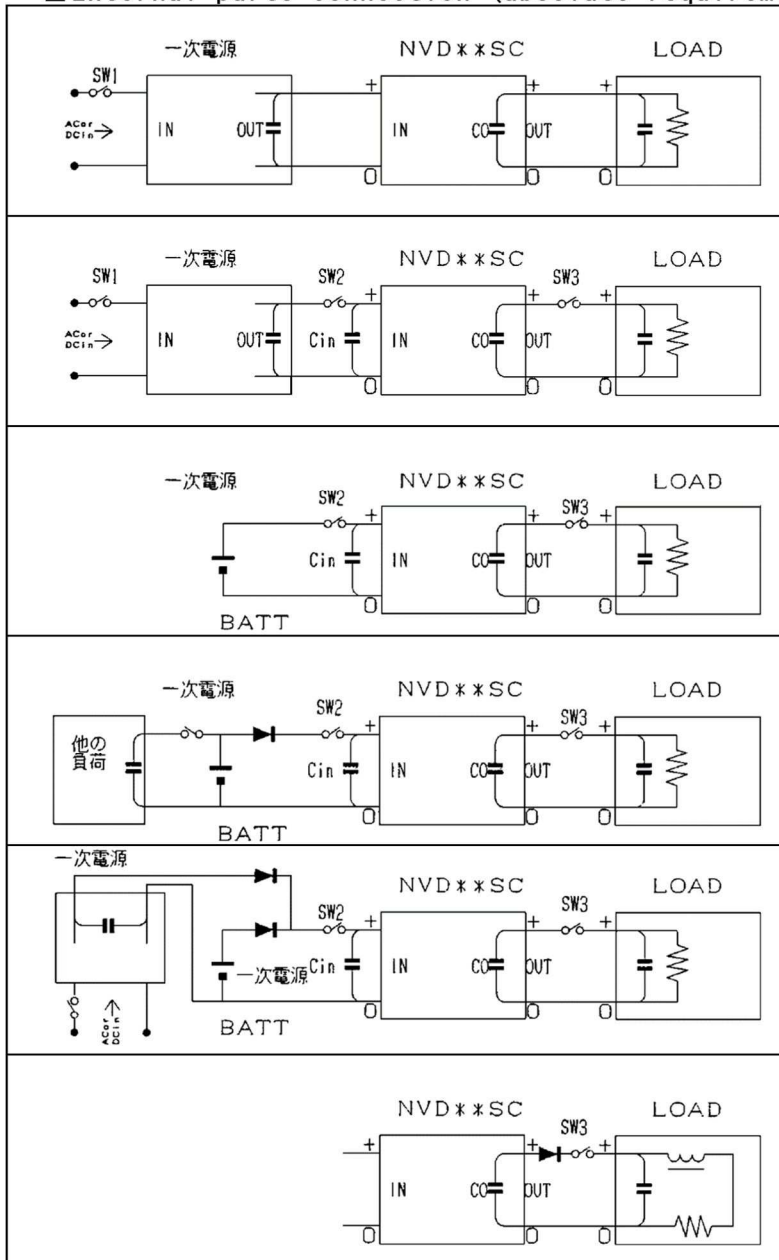 一次電源 NVD**SC LOAD
SW1
+ + +
ACor
DCin→
IN OUT IN CO OUT
0 0 0
一次電源 NVD**SC LOAD
SW1 SW2 SW3
+ + +
ACor
DCin→
IN OUT Cin IN CO OUT
0 0 0
一次電源 NVD**SC LOAD
SW2 SW3
+ + +
Cin IN CO OUT
0 0 0
BATT
一次電源 NVD**SC LOAD
SW2 SW3
+ + +
他の
負荷
Cin IN CO OUT
0 0 0
BATT
一次電源
NVD**SC LOAD
SW2 SW3
+ + +
一次電源 Cin IN CO OUT
0 0 0
ACor
DCin→
BATT
NVD**SC LOAD
SW3
+ + +
IN CO OUT
0 0 0